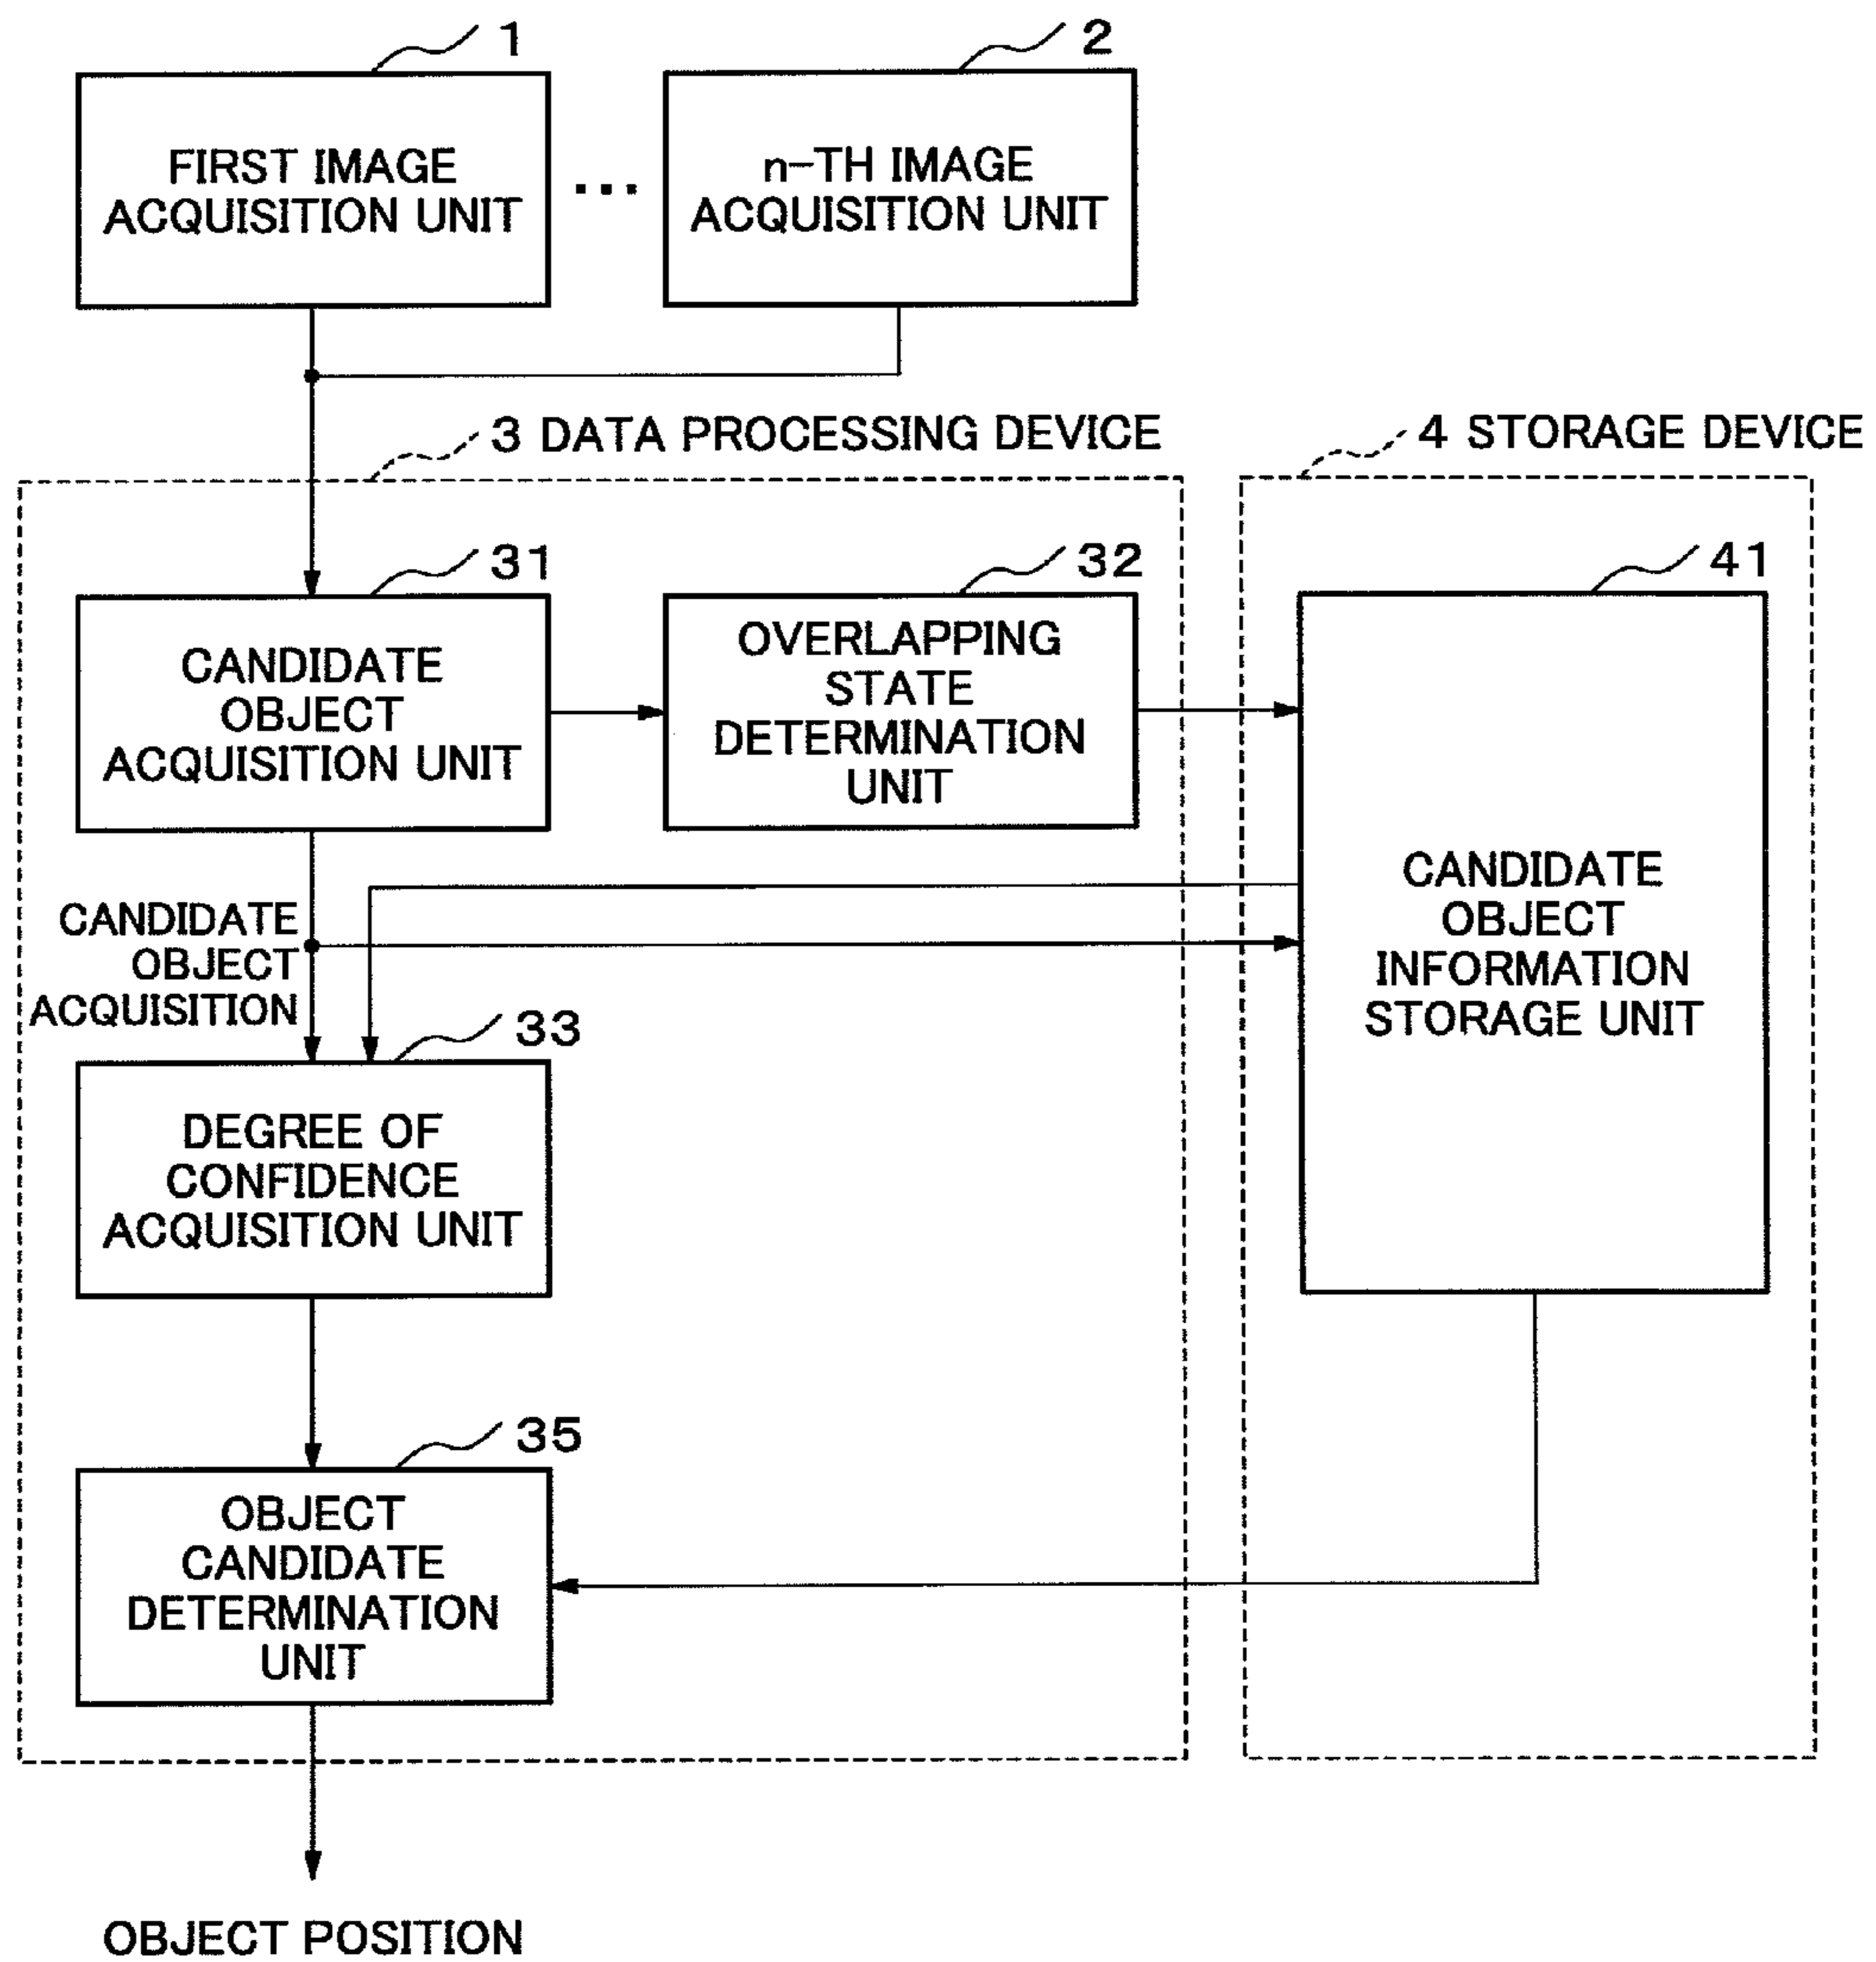 1
2
FIRST IMAGE
ACQUISITION UNIT
...
n-TH IMAGE
ACQUISITION UNIT
3 DATA PROCESSING DEVICE
4 STORAGE DEVICE
31
32
41
CANDIDATE
OBJECT
ACQUISITION UNIT
OVERLAPPING
STATE
DETERMINATION
UNIT
CANDIDATE
OBJECT
INFORMATION
STORAGE UNIT
CANDIDATE
OBJECT
ACQUISITION
33
DEGREE OF
CONFIDENCE
ACQUISITION UNIT
35
OBJECT
CANDIDATE
DETERMINATION
UNIT
OBJECT POSITION